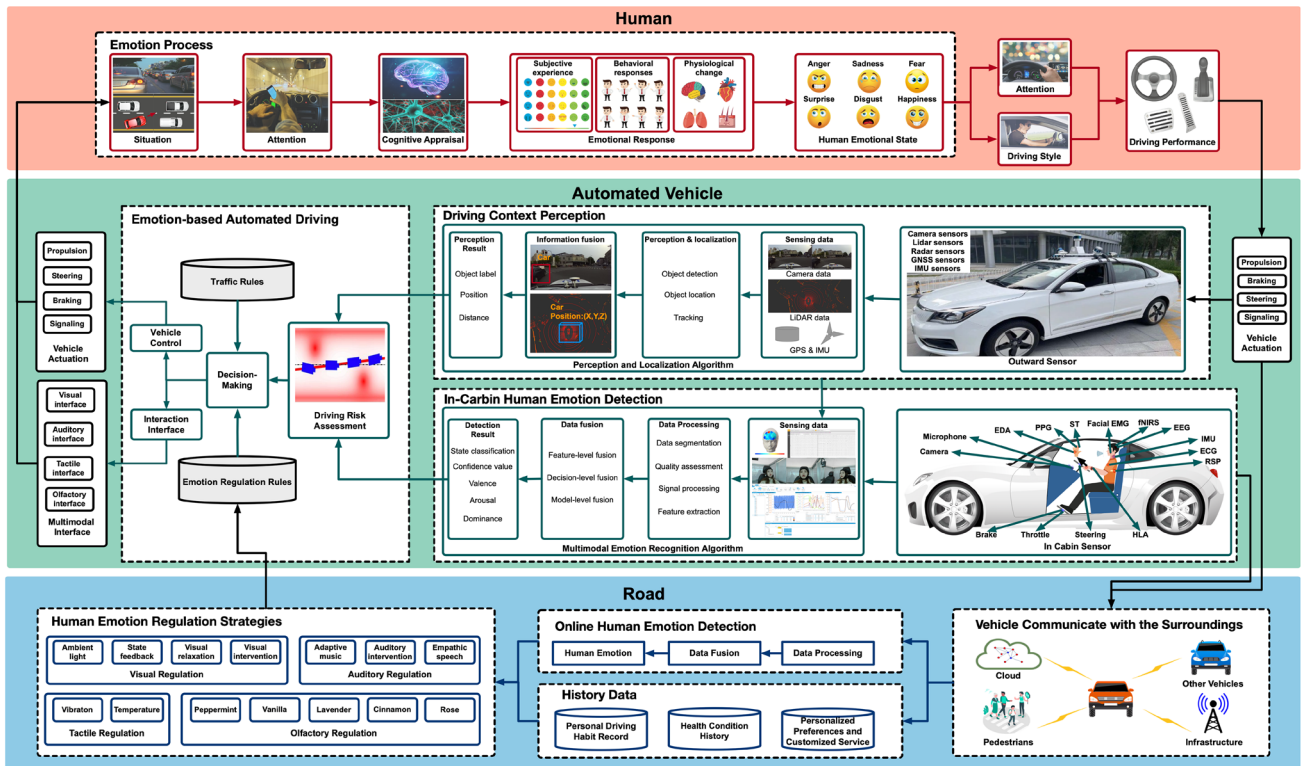 Human
Emotion Process
Situation
Attention
Cognitive Appraisal
Subjective
experience
Behavioral
responses
Physiological
change
Emotional Response
Anger
Sadness
Fear
Surprise
Disgust
Happiness
Human Emotional State
Attention
Driving Style
Driving Performance
Automated Vehicle
Propulsion
Steering
Braking
Signaling
Vehicle
Actuation
Visual
interface
Auditory
interface
Tactile
interface
Olfactory
interface
Multimodal
Interface
Emotion-based Automated Driving
Traffic Rules
Vehicle
Control
Decision-
Making
Interaction
Interface
Emotion Regulation Rules
Driving Risk
Assessment
Driving Context Perception
Perception
Result
Object label
Position
Distance
Information fusion
Car
Car
Position:(X,Y,Z)
Perception & localization
Object detection
Object location
Tracking
Sensing data
Camera data
LiDAR data
GPS & IMU
Perception and Localization Algorithm
Camera sensors
Lidar sensors
Radar sensors
GNSS sensors
IMU sensors
Outward Sensor
Propulsion
Braking
Steering
Signaling
Vehicle
Actuation
In-Carbin Human Emotion Detection
Detection
Result
State classification
Confidence value
Valence
Arousal
Dominance
Data fusion
Feature-level fusion
Decision-level fusion
Model-level fusion
Data Processing
Data segmentation
Quality assessment
Signal processing
Feature extraction
Sensing data
Multimodal Emotion Recognition Algorithm
Microphone
Camera
EDA
PPG
ST
Facial EMG
fNIRS
EEG
IMU
ECG
RSP
Brake
Throttle
Steering
HLA
In Cabin Sensor
Road
Human Emotion Regulation Strategies
Ambient
light
State
feedback
Visual
relaxation
Visual
intervention
Visual Regulation
Adaptive
music
Auditory
intervention
Empathic
speech
Auditory Regulation
Vibraton
Temperature
Tactile Regulation
Peppermint
Vanilla
Lavender
Cinnamon
Rose
Olfactory Regulation
Online Human Emotion Detection
Human Emotion
Data Fusion
Data Processing
History Data
Personal Driving
Habit Record
Health Condition
History
Personalized
Preferences and
Customized Service
Vehicle Communicate with the Surroundings
Cloud
Other Vehicles
Pedestrians
Infrastructure